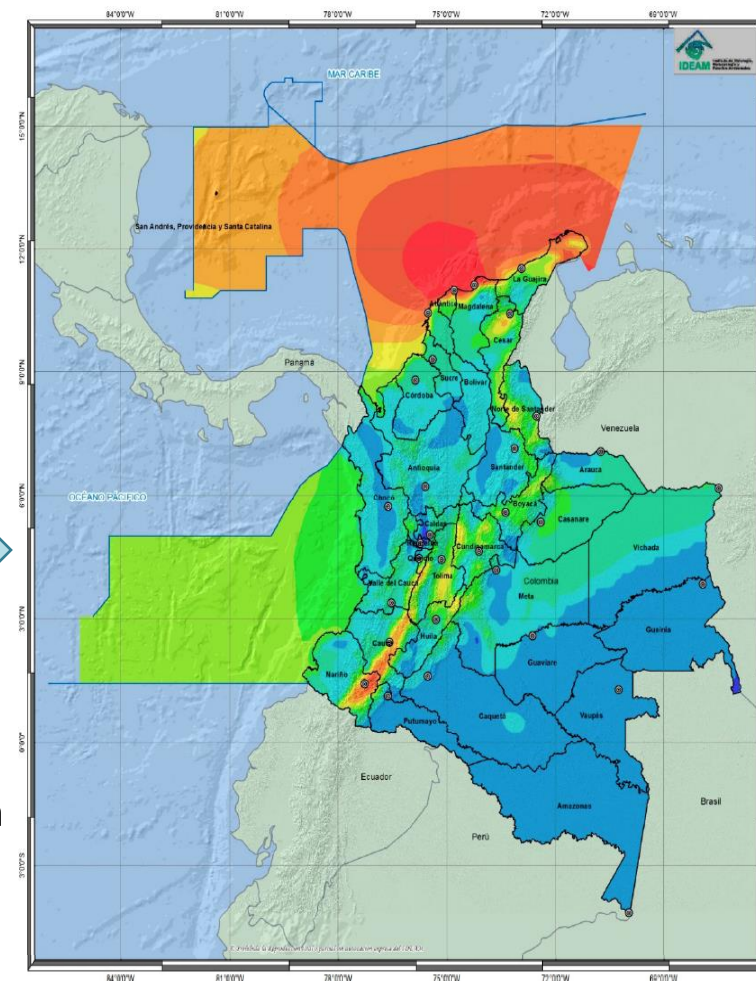 84°0'0"W 81°0'0"W 78°0'0"W 75°0'0"W 72°0'0"W 69°0'0"W
IDEAM
MAR CARIBE
15°0'0"N
San Andrés, Providencia y Santa Catalina
12°0'0"N
La Guajira
Atlántico
Magdalena
Cesar
Panamá
9°0'0"N
Sucre
Bolívar
Córdoba
Norte de Santander
Venezuela
Antioquia
Santander
Arauca
OCÉANO PACÍFICO
6°0'0"N
Chocó
Boyacá
Casanare
Caldas
Cundinamarca
Vichada
Tolima
Valle del Cauca
Colombia
Meta
3°0'0"N
Guainía
Cauca
Huila
Guaviare
Nariño
Vaupés
Putumayo
Caquetá
0°0'0"
Ecuador
Amazonas
Brasil
Perú
3°0'0"S
84°0'0"W 81°0'0"W 78°0'0"W 75°0'0"W 72°0'0"W 69°0'0"W